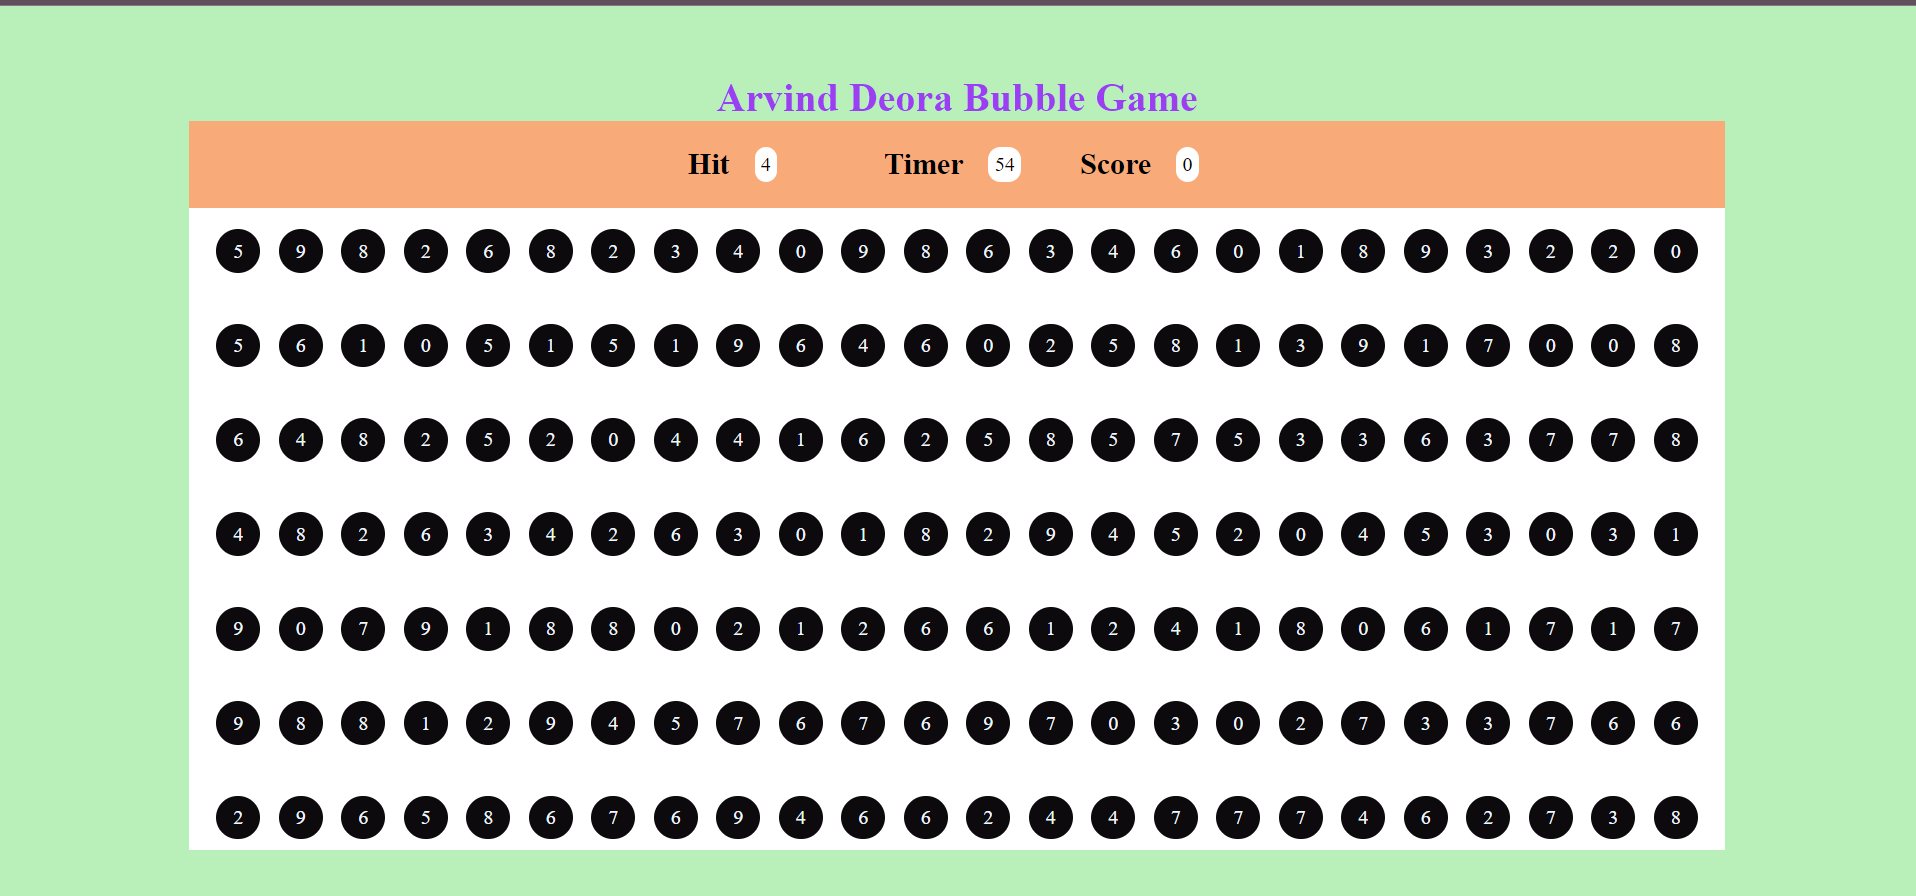 Arvind Deora Bubble Game
Hit 4 Timer 54 Score 0
5 9 8 2 6 8 2 3 4 0 9 8 6 3 4 6 0 1 8 9 3 2 2 0
5 6 1 0 5 1 5 1 9 6 4 6 0 2 5 8 1 3 9 1 7 0 0 8
6 4 8 2 5 2 0 4 4 1 6 2 5 8 5 7 5 3 3 6 3 7 7 8
4 8 2 6 3 4 2 6 3 0 1 8 2 9 4 5 2 0 4 5 3 0 3 1
9 0 7 9 1 8 8 0 2 1 2 6 6 1 2 4 1 8 0 6 1 7 1 7
9 8 8 1 2 9 4 5 7 6 7 6 9 7 0 3 0 2 7 3 3 7 6 6
2 9 6 5 8 6 7 6 9 4 6 6 2 4 4 7 7 7 4 6 2 7 3 8